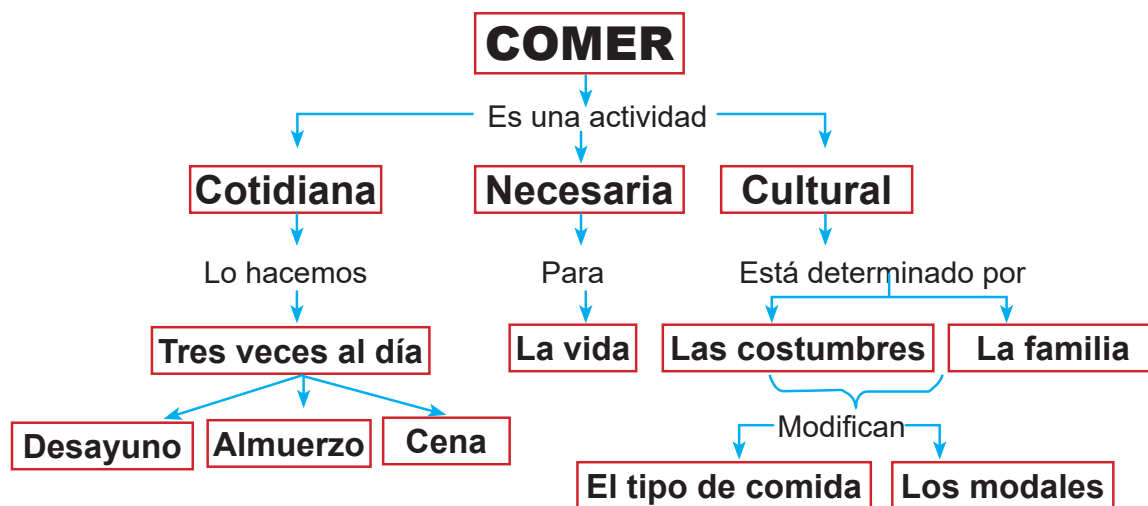 COMER
Es una actividad
Cotidiana Necesaria Cultural
Lo hacemos Para Está determinado por
Tres veces al día La vida Las costumbres La familia
Desayuno Almuerzo Cena Modifican
El tipo de comida Los modales